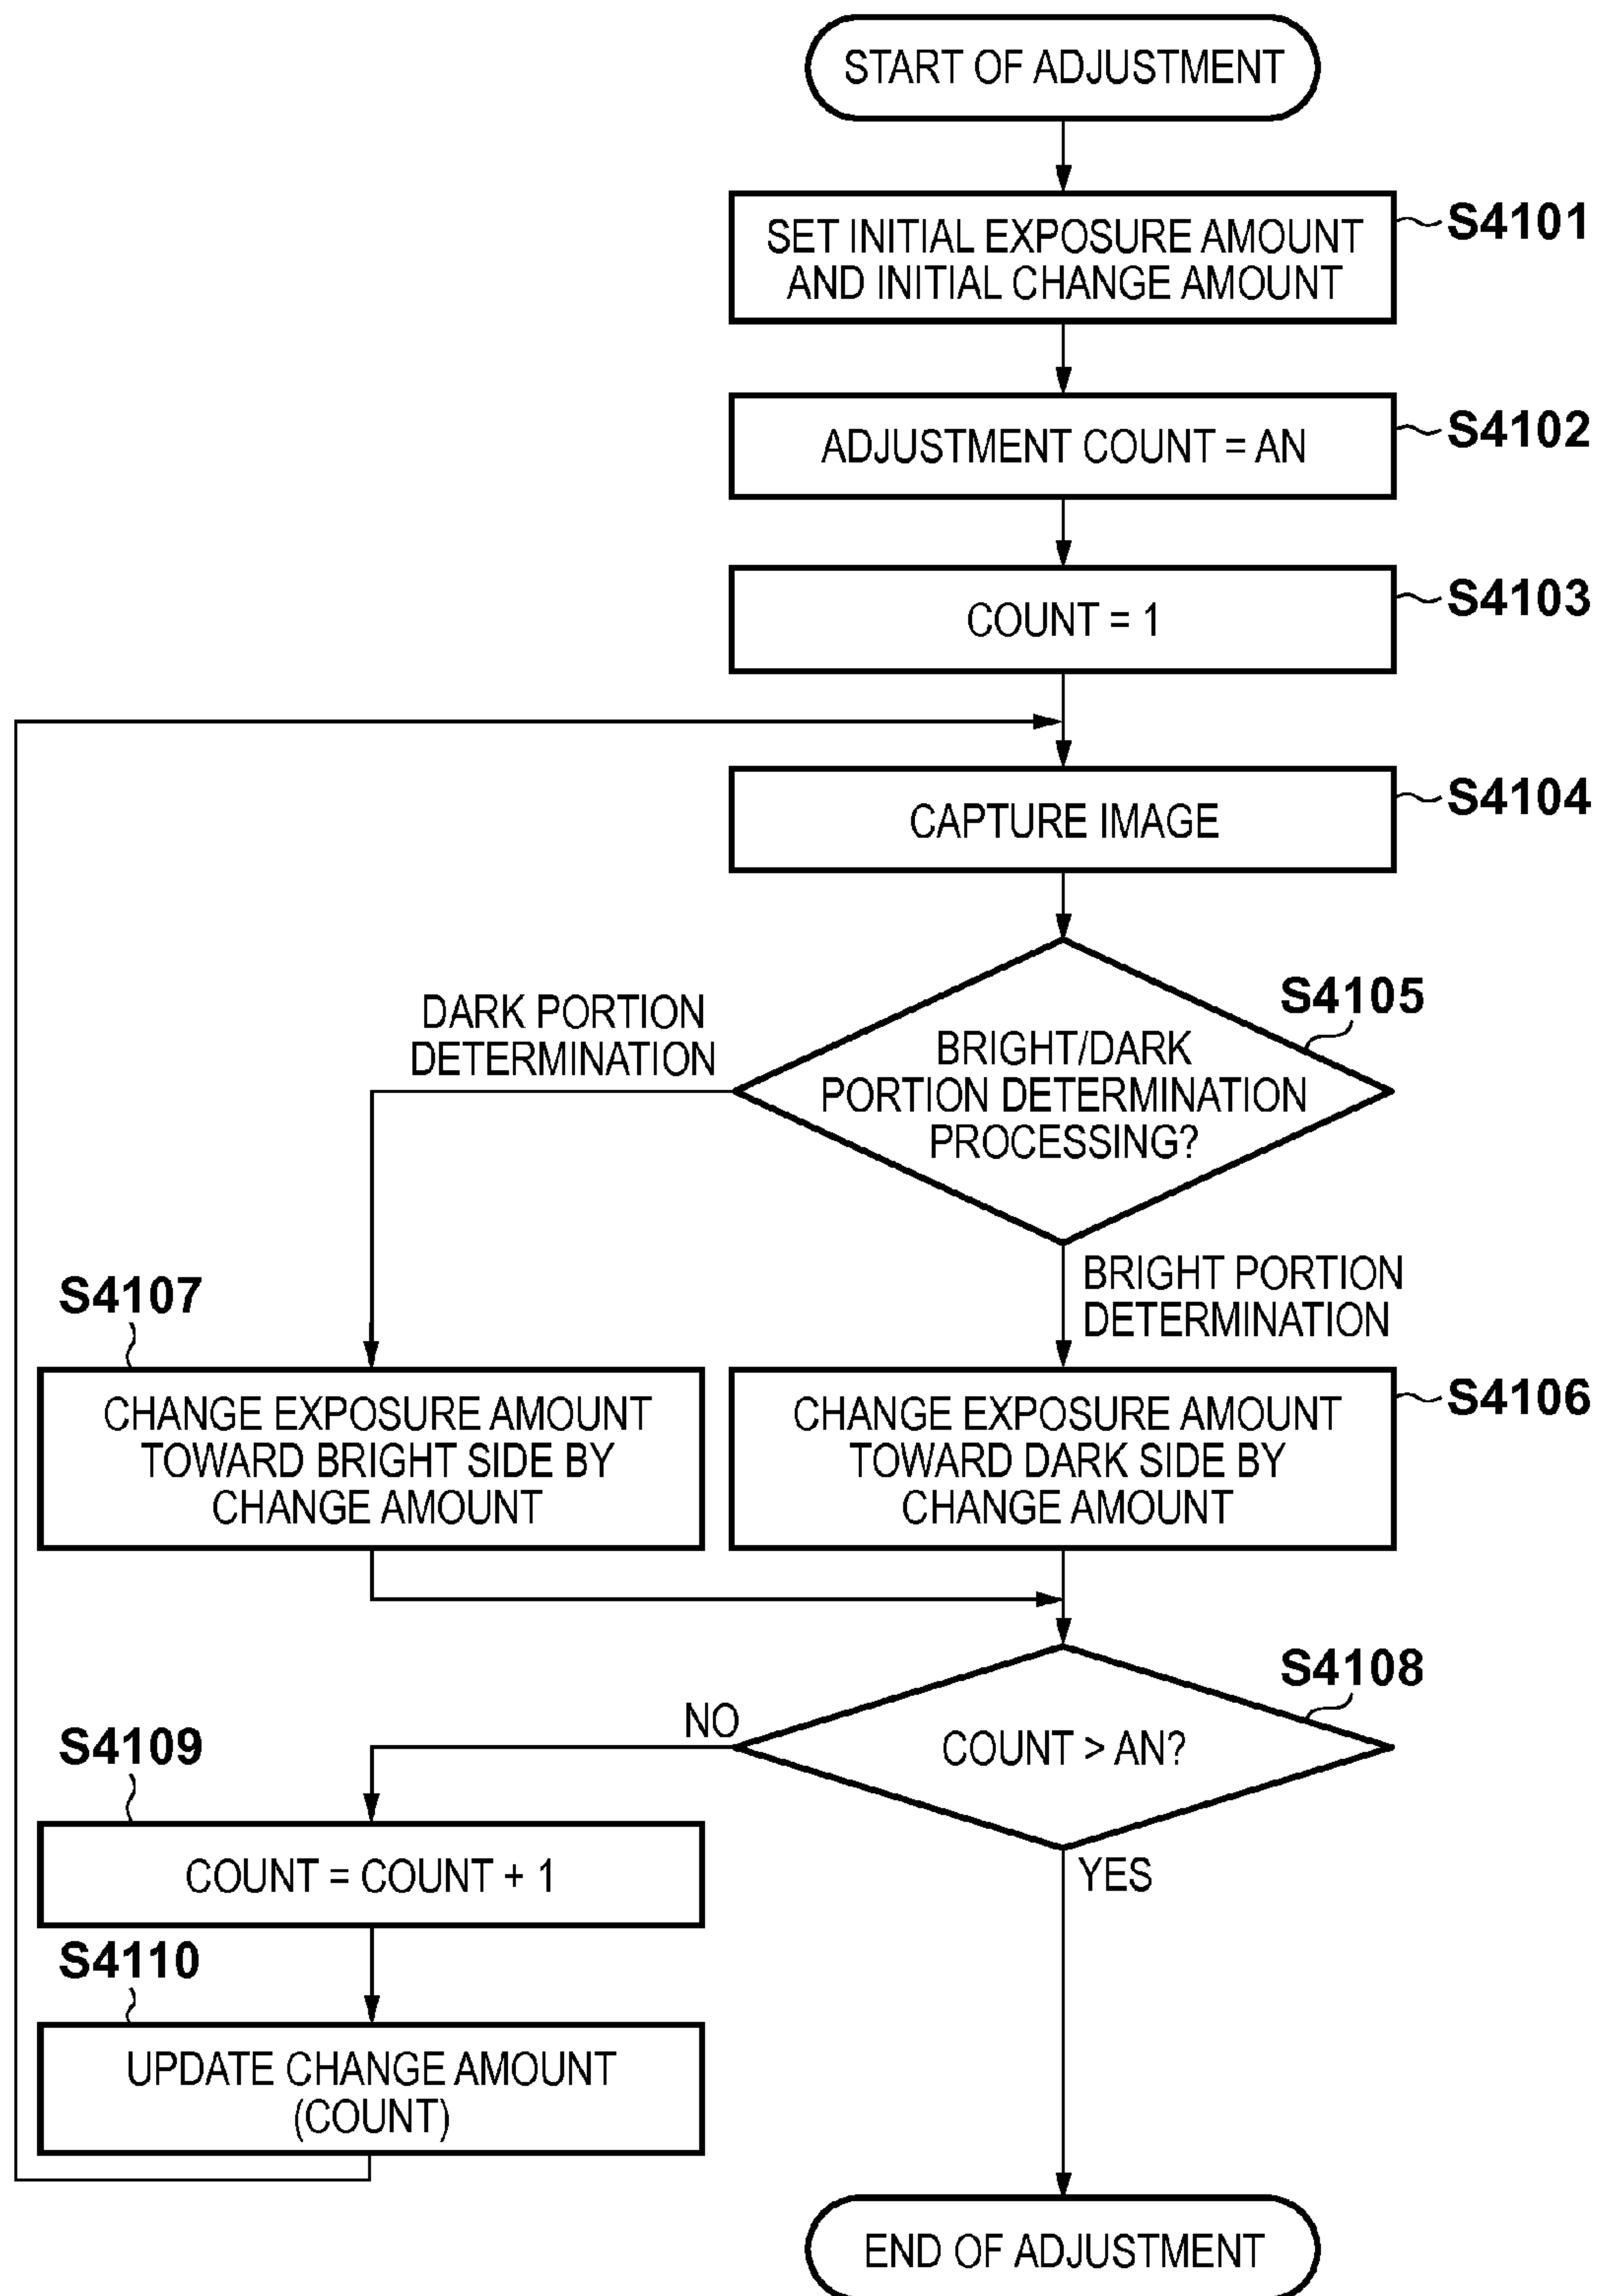 START OF ADJUSTMENT
SET INITIAL EXPOSURE AMOUNT
AND INITIAL CHANGE AMOUNT
S4101
ADJUSTMENT COUNT = AN
S4102
COUNT = 1
S4103
CAPTURE IMAGE
S4104
BRIGHT/DARK
PORTION DETERMINATION
PROCESSING?
S4105
DARK PORTION
DETERMINATION
BRIGHT PORTION
DETERMINATION
S4107
CHANGE EXPOSURE AMOUNT
TOWARD BRIGHT SIDE BY
CHANGE AMOUNT
CHANGE EXPOSURE AMOUNT
TOWARD DARK SIDE BY
CHANGE AMOUNT
S4106
COUNT > AN?
S4108
NO
YES
S4109
COUNT = COUNT + 1
S4110
UPDATE CHANGE AMOUNT
(COUNT)
END OF ADJUSTMENT